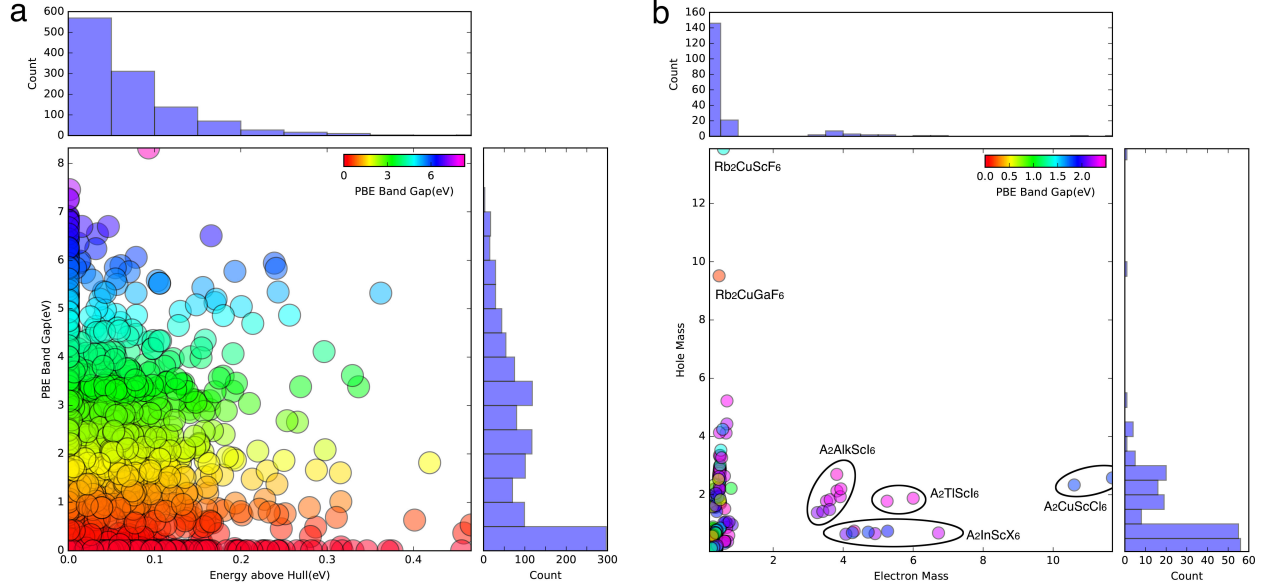 a
600
500
400
300
200
100
0
Count
8
7
6
5
4
3
2
1
0
PBE Band Gap(eV)
0 3 6
PBE Band Gap(eV)
0.0 0.1 0.2 0.3 0.4
Energy above Hull(eV)
0 100 200 300
Count
b
160
140
120
100
80
60
40
20
0
Count
Rb2CuScF6
0.0 0.5 1.0 1.5 2.0
PBE Band Gap(eV)
12
10
8
6
4
2
Hole Mass
Rb2CuGaF6
A2AlkScI6
A2TlScI6
A2CuScCl6
A2InScX6
2 4 6 8 10
Electron Mass
0 10 20 30 40 50 60
Count